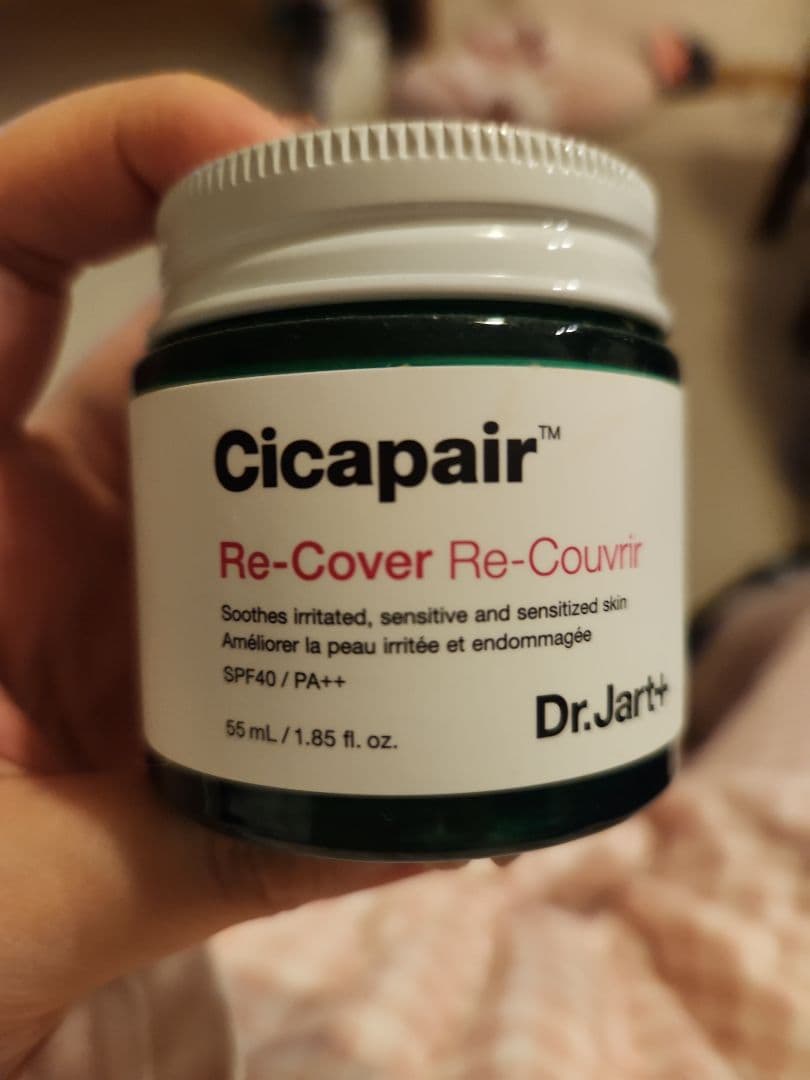 Cicapair™
Re-Cover Re-Couvrir
Soothes irritated, sensitive and sensitized skin
Améliorer la peau irritée et endommagée
SPF40 / PA++
55 mL / 1.85 fl. oz.
Dr.Jart+